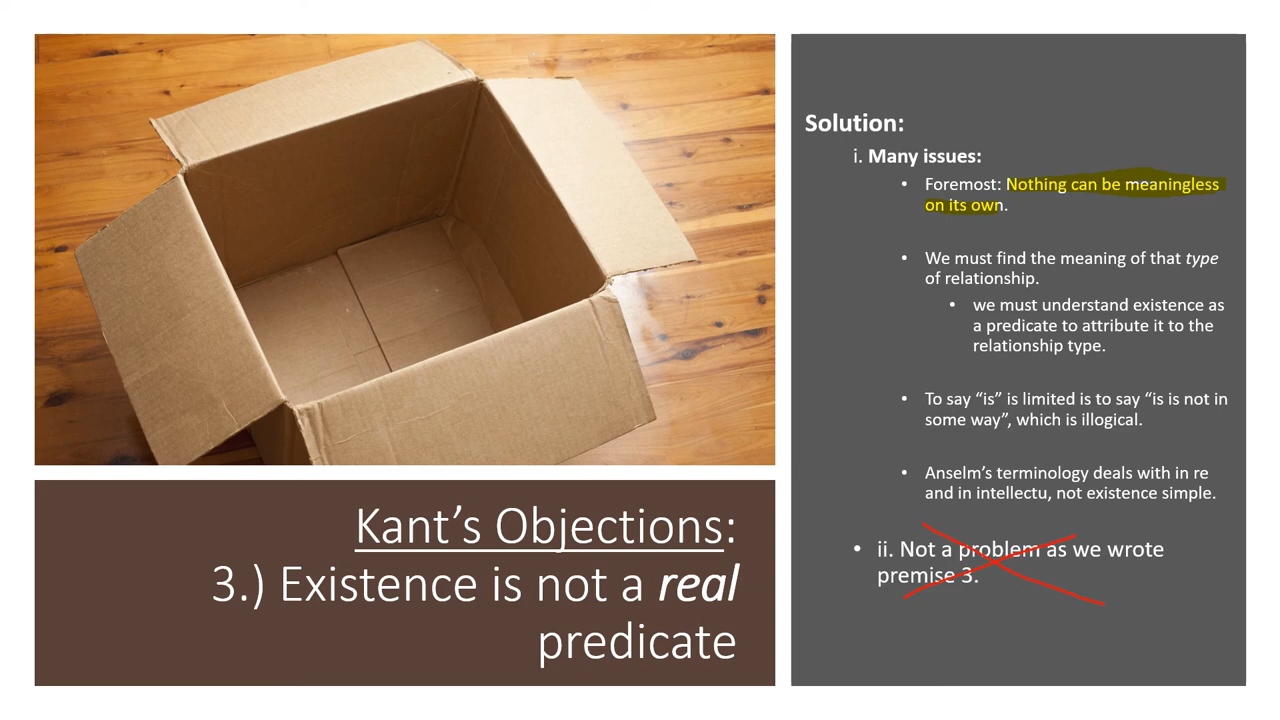 Kant's Objections:
3.) Existence is not a real
predicate
Solution:
i. Many issues:
• Foremost: Nothing can be meaningless
on its own.
• We must find the meaning of that type
of relationship.
• we must understand existence as
a predicate to attribute it to the
relationship type.
• To say “is” is limited is to say “is is not in
some way”, which is illogical.
• Anselm’s terminology deals with in re
and in intellectu, not existence simple.
• ii. Not a problem as we wrote
premise 3.